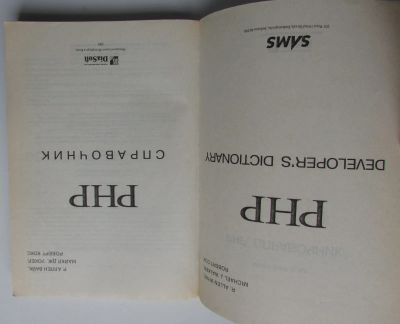 Р. АЛЛЕН ВАЙК
МАЙКЛ ДЖ. УОКЕР
РОБЕРТ КОКС
PHP
СПРАВОЧНИК
DiaSoft
R. ALLEN WYKE
MICHAEL J. WALKER
ROBERT COX
PHP
DEVELOPER'S DICTIONARY
SAMS